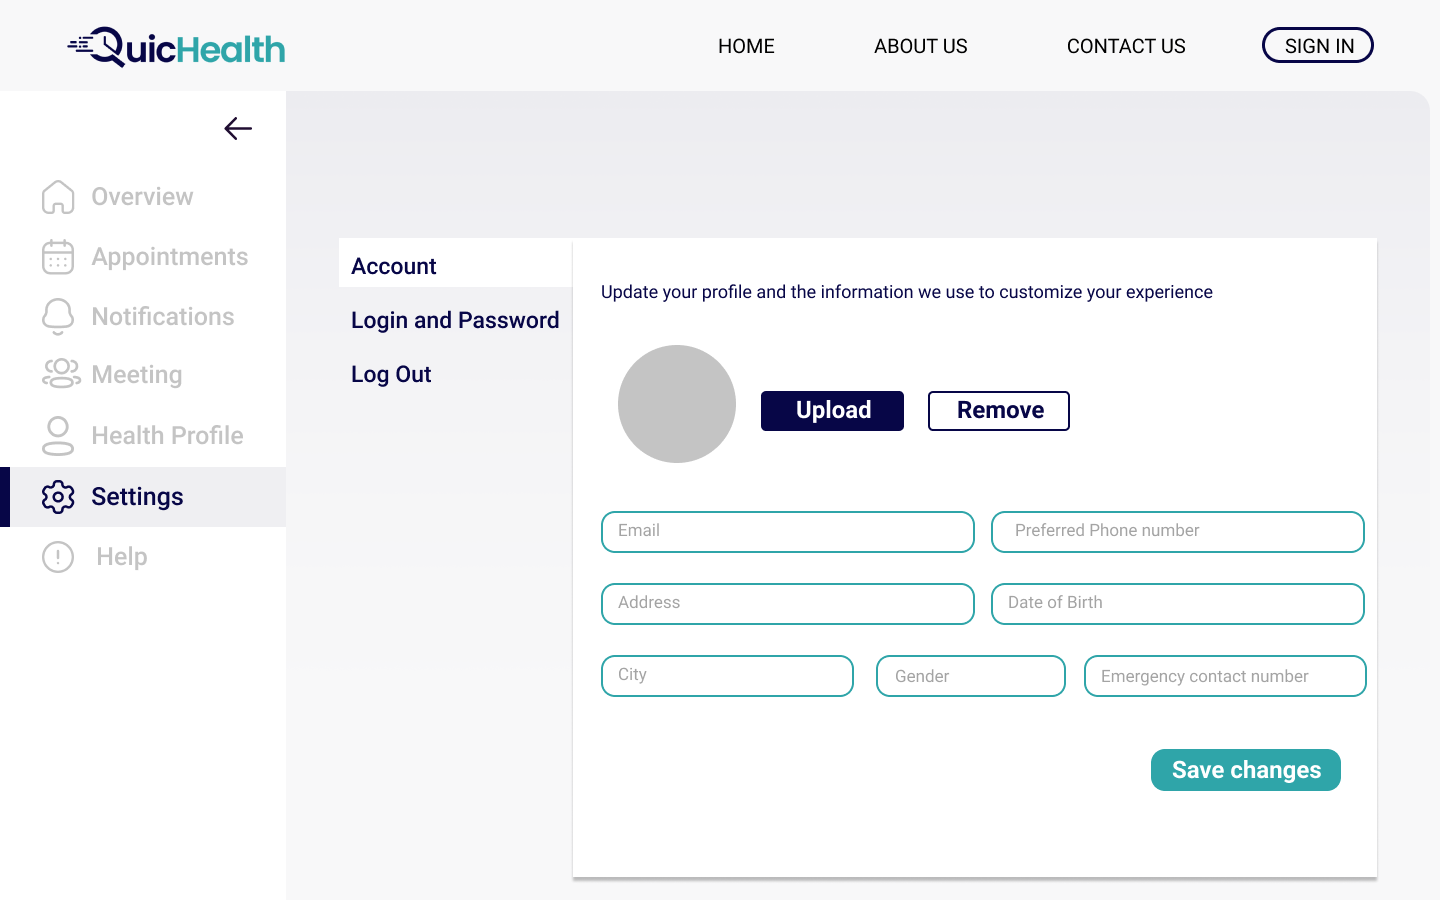 QuicHealth
HOME
ABOUT US
CONTACT US
SIGN IN
Overview
Appointments
Notifications
Meeting
Health Profile
Settings
Help
Account
Login and Password
Log Out
Update your profile and the information we use to customize your experience
Upload
Remove
Email
Preferred Phone number
Address
Date of Birth
City
Gender
Emergency contact number
Save changes